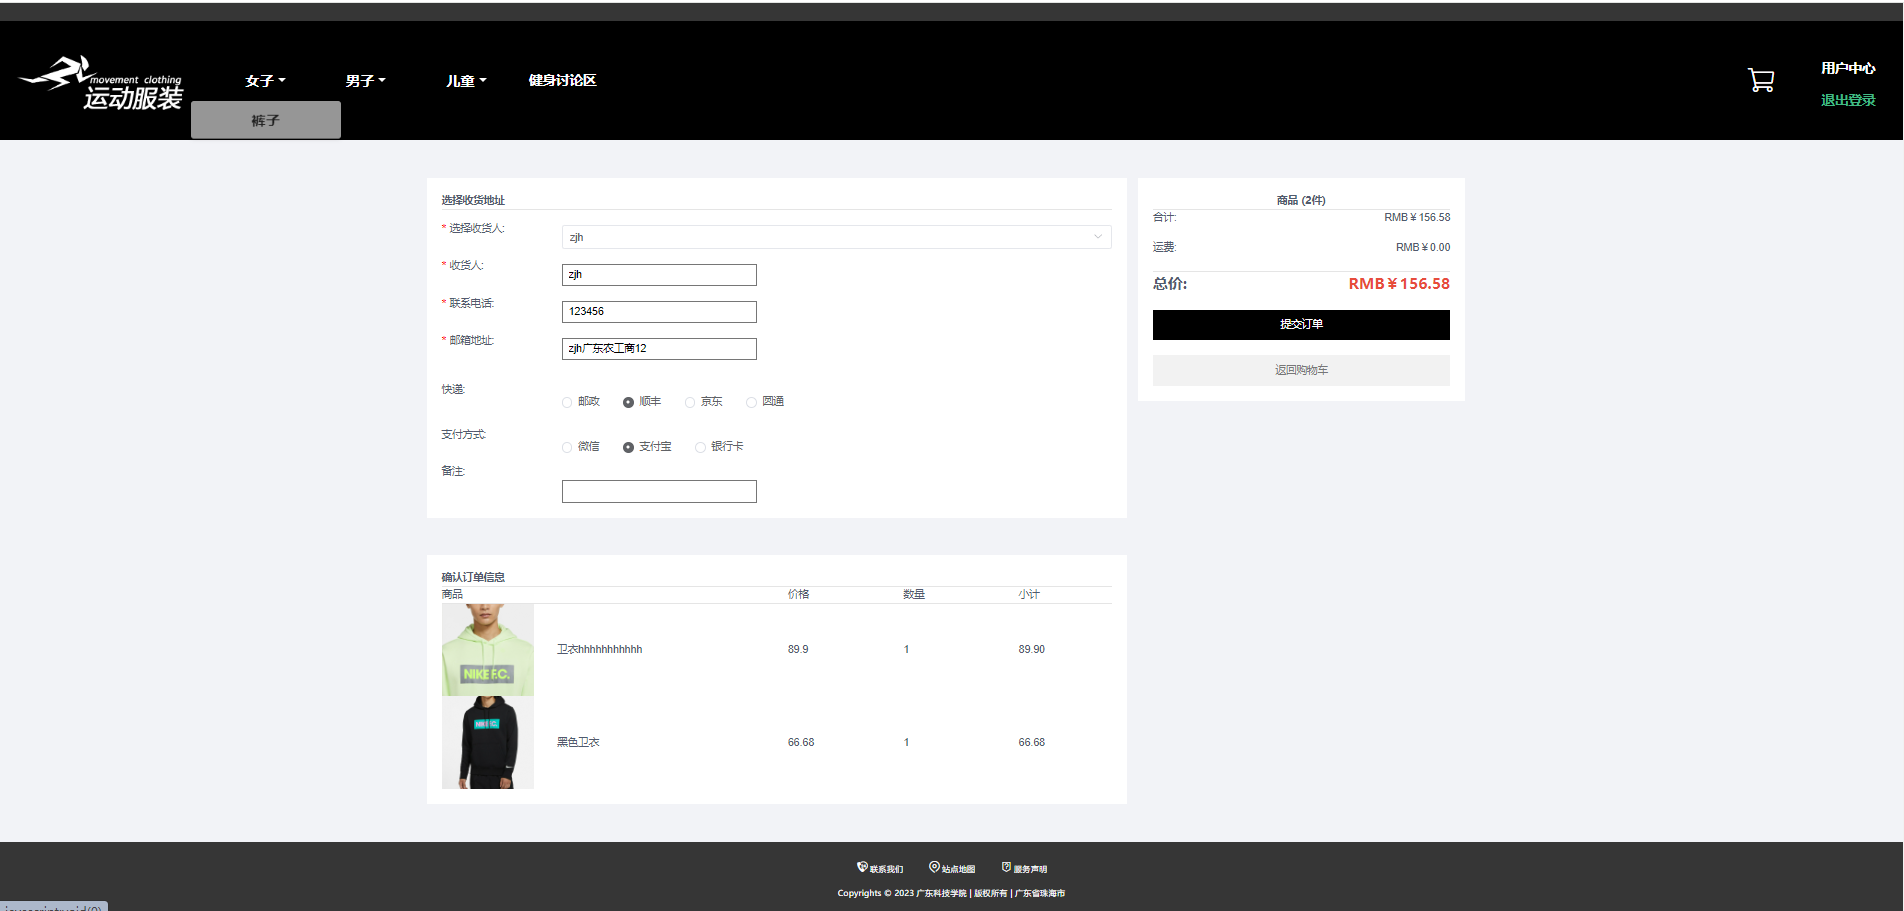 movement clothing
运动服装
女子
男子
儿童
健身讨论区
用户中心
退出登录
裤子
选择收货地址
* 选择收货人:
zjh
* 收货人:
zjh
* 联系电话:
123456
* 邮箱地址:
zjh广东农工商12
快递:
邮政 顺丰 京东 圆通
支付方式:
微信 支付宝 银行卡
备注:
商品 (2件)
合计: RMB￥156.58
运费: RMB￥0.00
总价: RMB￥156.58
提交订单
返回购物车
确认订单信息
商品 价格 数量 小计
NIKE F.C.
卫衣hhhhhhhhhhh 89.9 1 89.90
黑色卫衣 66.68 1 66.68
联系我们 站点地图 服务声明
Copyrights © 2023 广东科技学院 | 版权所有 | 广东省珠海市